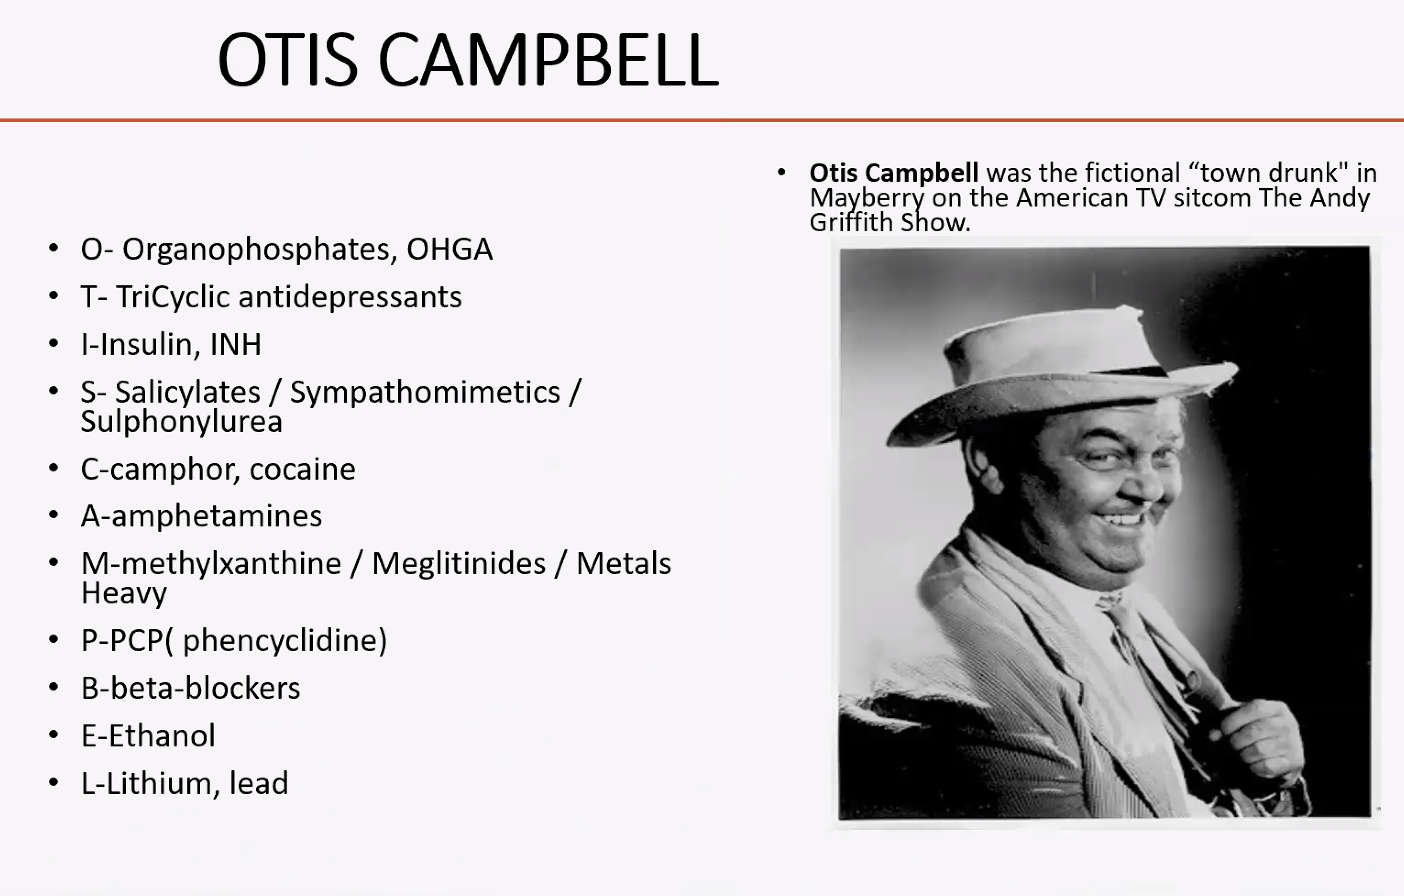 OTIS CAMPBELL
• O- Organophosphates, OHGA
• T- TriCyclic antidepressants
• I-Insulin, INH
• S- Salicylates / Sympathomimetics /
Sulphonylurea
• C-camphor, cocaine
• A-amphetamines
• M-methylxanthine / Meglitinides / Metals
Heavy
• P-PCP( phencyclidine)
• B-beta-blockers
• E-Ethanol
• L-Lithium, lead
• Otis Campbell was the fictional “town drunk" in
Mayberry on the American TV sitcom The Andy
Griffith Show.